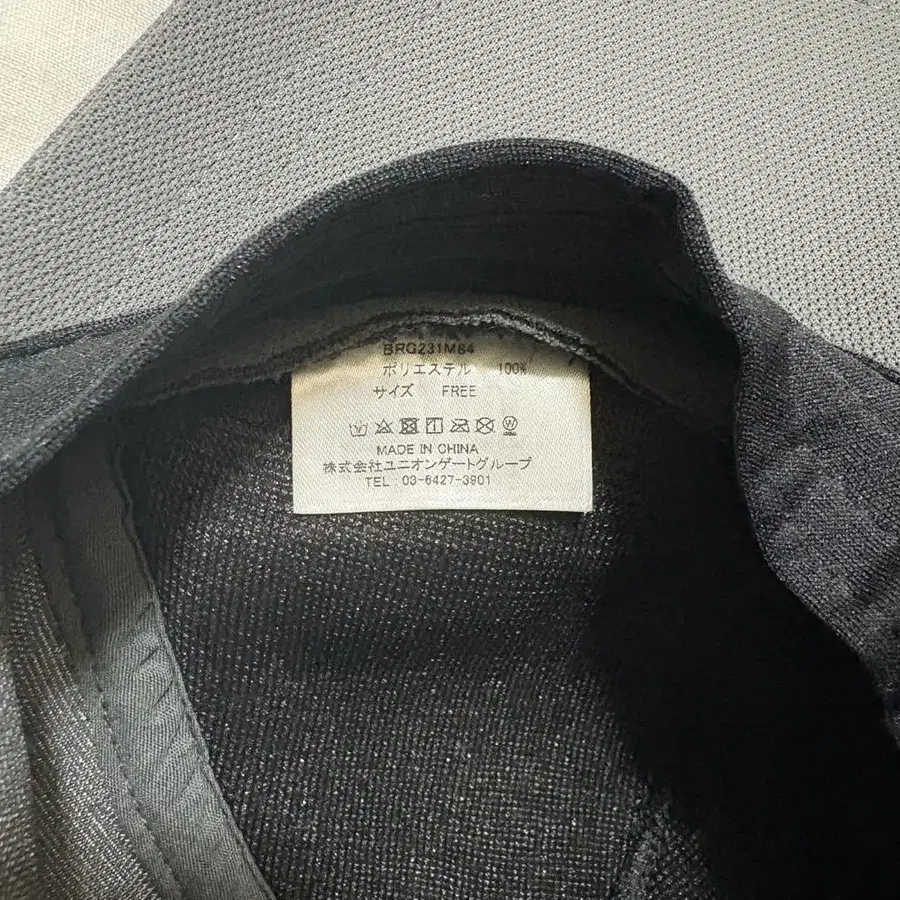 BRG231M84
ポリエステル 100%
サイズ FREE
MADE IN CHINA
株式会社ユニオンゲートグループ
TEL : 03-6427-3901